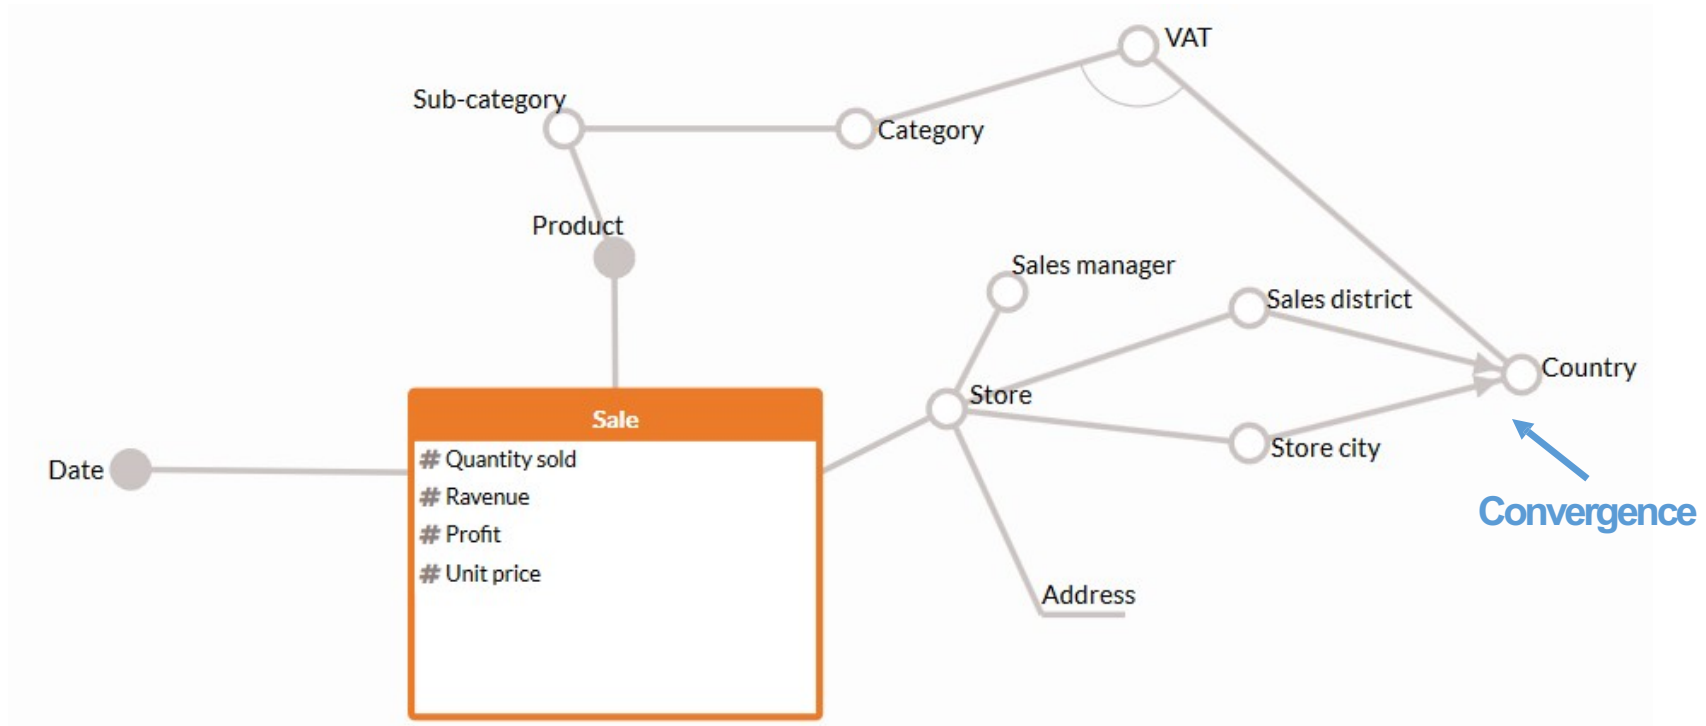 VAT
Sub-category
Category
Product
Sales manager
Sales district
Country
Store
Sale
Store city
# Quantity sold
Date
# Ravenue
Convergence
# Profit
# Unit price
Address